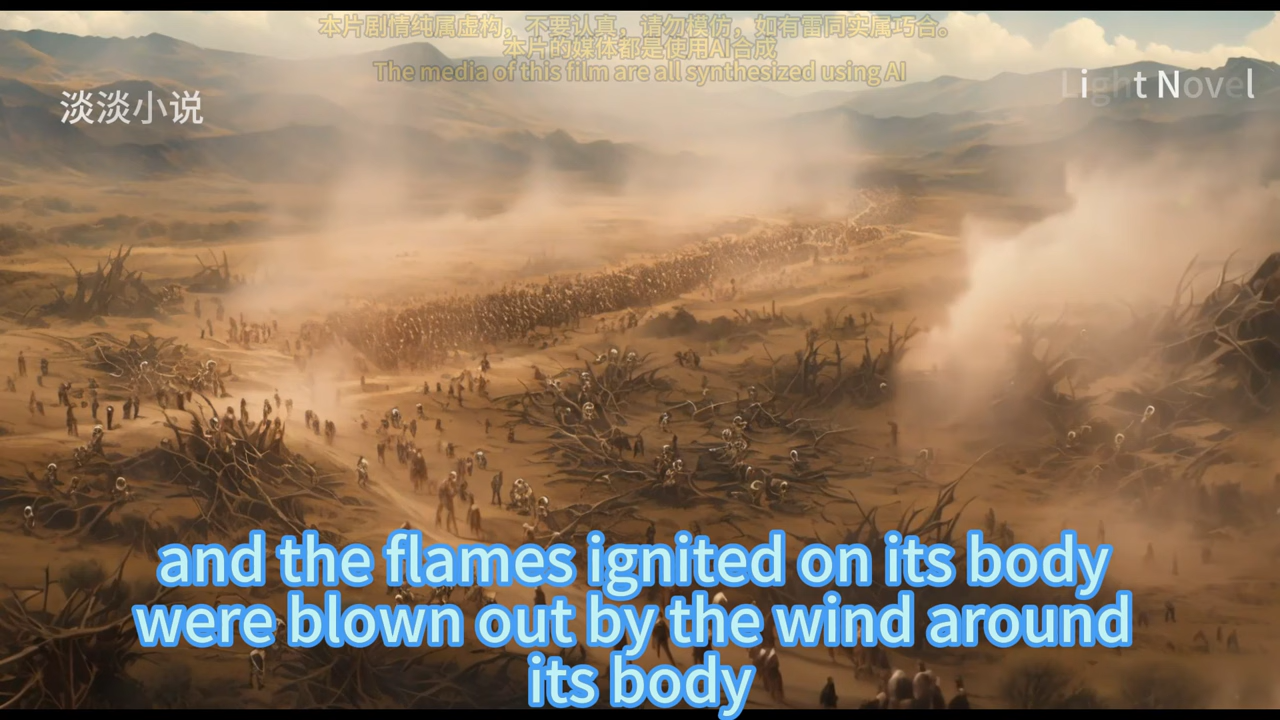 本片剧情纯属虚构，不要认真，请勿模仿，如有雷同实属巧合。
本片的媒体都是使用AI合成
The media of this film are all synthesized using AI
淡淡小说
Light Novel
and the flames ignited on its body
were blown out by the wind around
its body